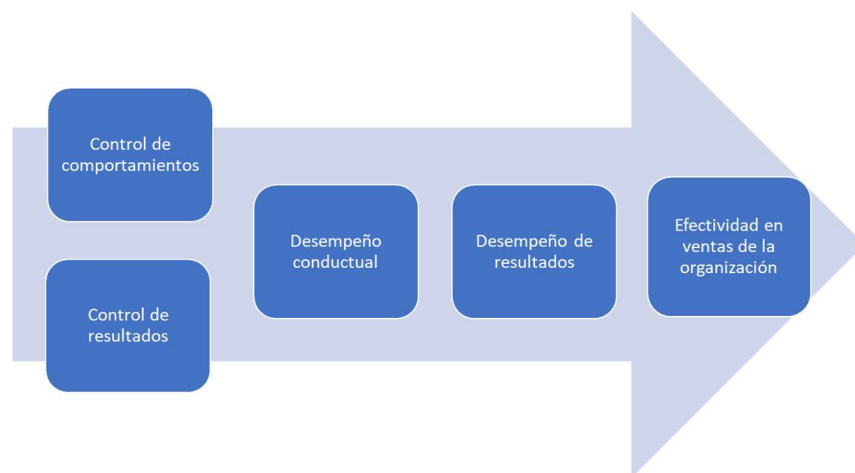 Control de
comportamientos
Control de
resultados
Desempeño
conductual
Desempeño de
resultados
Efectividad en
ventas de la
organización